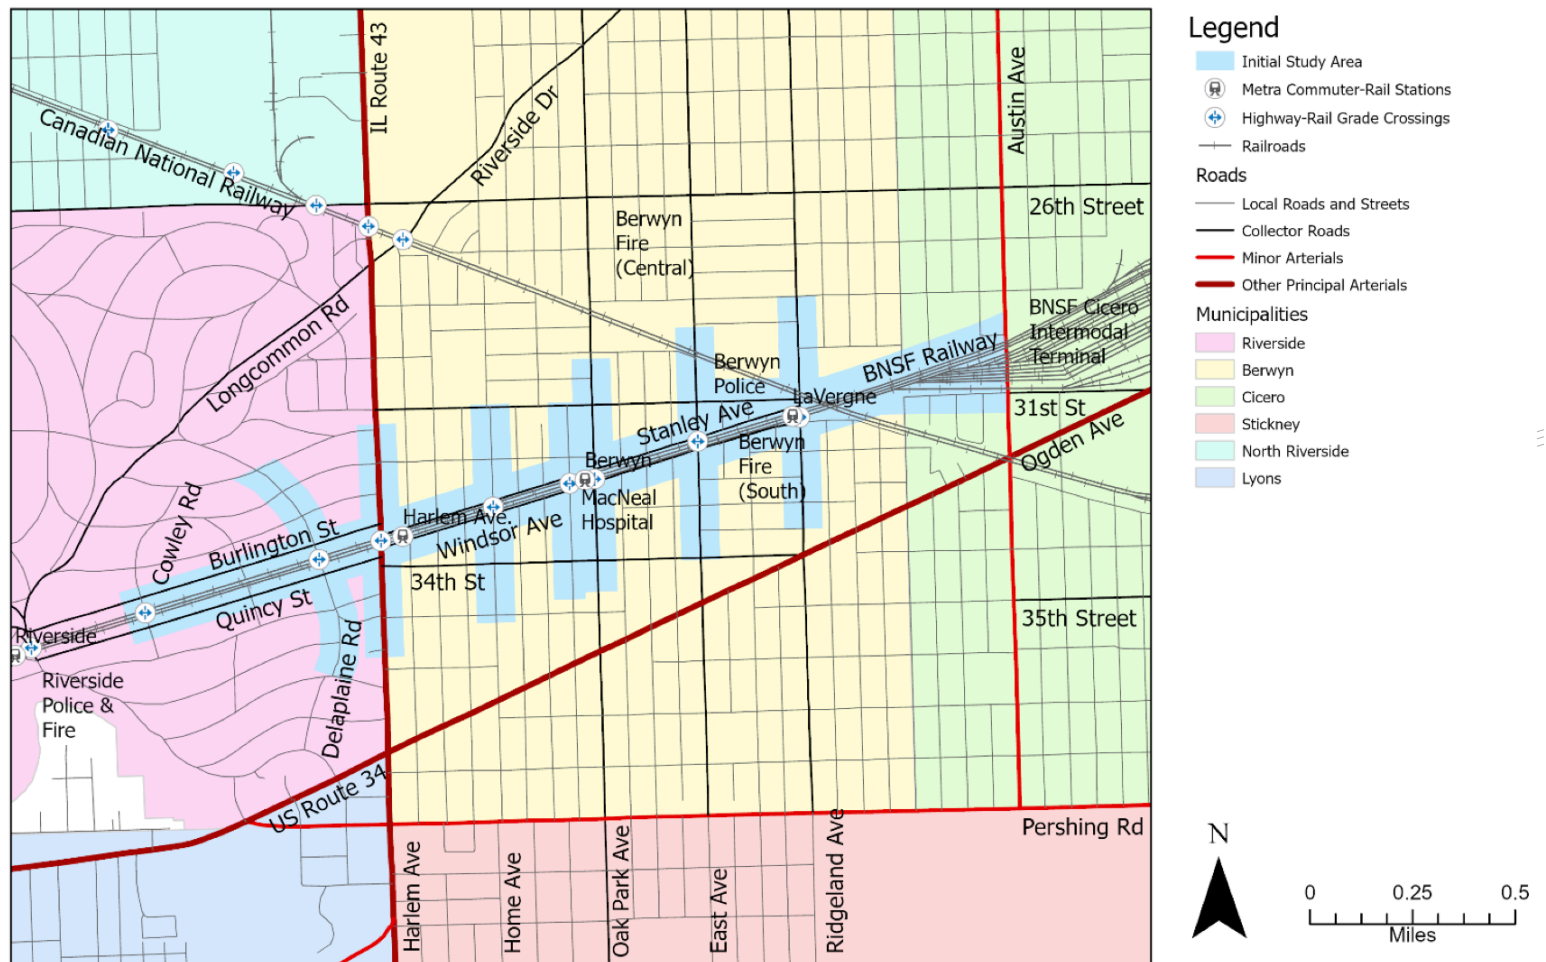 IL Route 43
Canadian National Railway
Riverside Dr
Austin Ave
26th Street
Berwyn
Fire
(Central)
Longcommon Rd
BNSF Cicero
Intermodal
Terminal
BNSF Railway
Berwyn
Police
LaVergne
31st St
Stanley Ave
Ogden Ave
Berwyn
Fire
(South)
Berwyn
MacNeal
Hospital
Harlem Ave.
Windsor Ave
Cowley Rd
Burlington St
34th St
Quincy St
35th Street
Riverside
Riverside
Police &
Fire
Delaplaine Rd
US Route 34
Pershing Rd
Harlem Ave
Home Ave
Oak Park Ave
East Ave
Ridgeland Ave
Legend
Initial Study Area
Metra Commuter-Rail Stations
Highway-Rail Grade Crossings
Railroads
Roads
Local Roads and Streets
Collector Roads
Minor Arterials
Other Principal Arterials
Municipalities
Riverside
Berwyn
Cicero
Stickney
North Riverside
Lyons
N
0 0.25 0.5
Miles